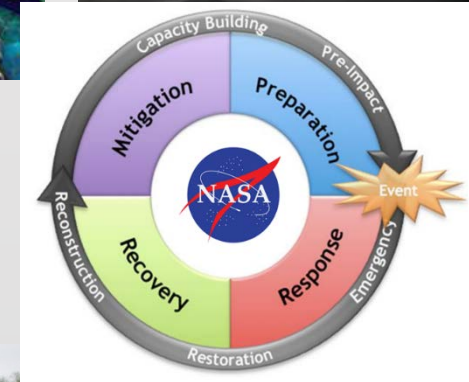 Capacity Building
Pre-Impact
Mitigation
Preparation
NASA
Event
Reconstruction
Emergency
Recovery
Response
Restoration